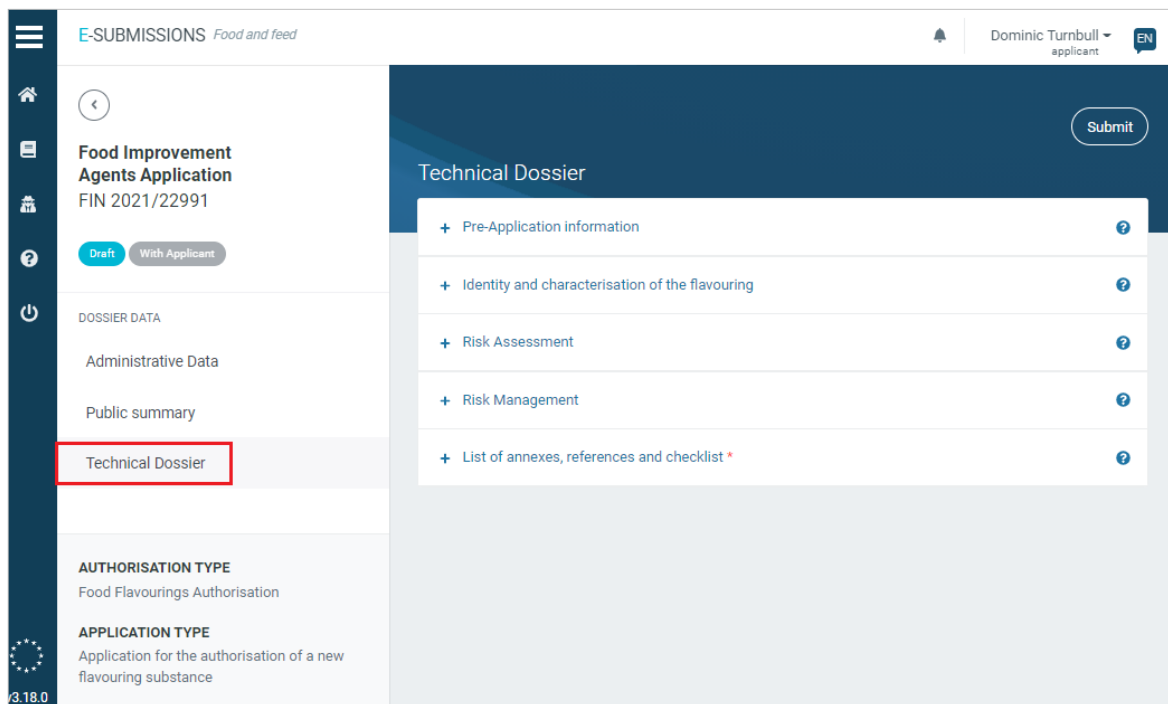 E-SUBMISSIONS Food and feed
Dominic Turnbull
applicant
EN
Submit
Food Improvement
Agents Application
FIN 2021/22991
Draft
With Applicant
DOSSIER DATA
Administrative Data
Public summary
Technical Dossier
AUTHORISATION TYPE
Food Flavourings Authorisation
APPLICATION TYPE
Application for the authorisation of a new
flavouring substance
v3.18.0
Technical Dossier
+ Pre-Application information ?
+ Identity and characterisation of the flavouring ?
+ Risk Assessment ?
+ Risk Management ?
+ List of annexes, references and checklist * ?